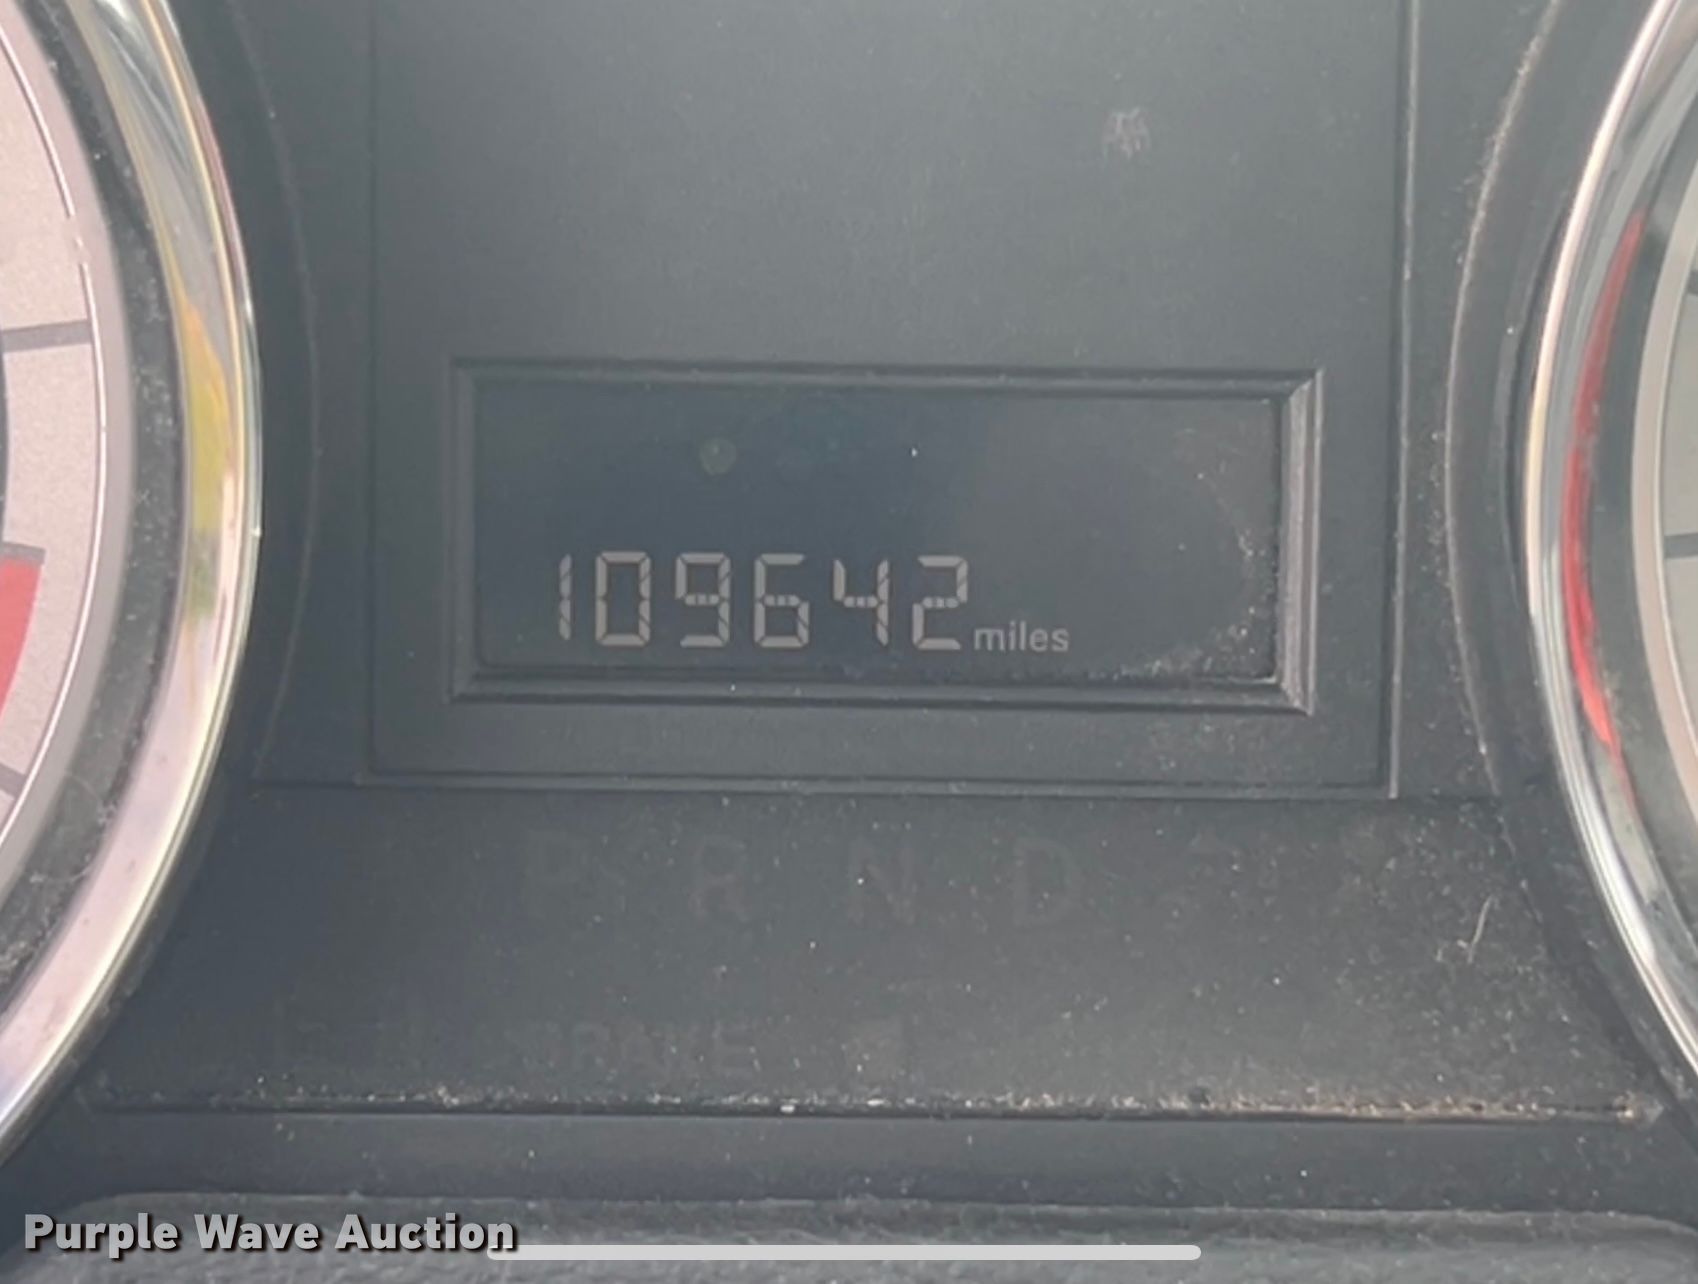 109642 miles
P R N D
Purple Wave Auction